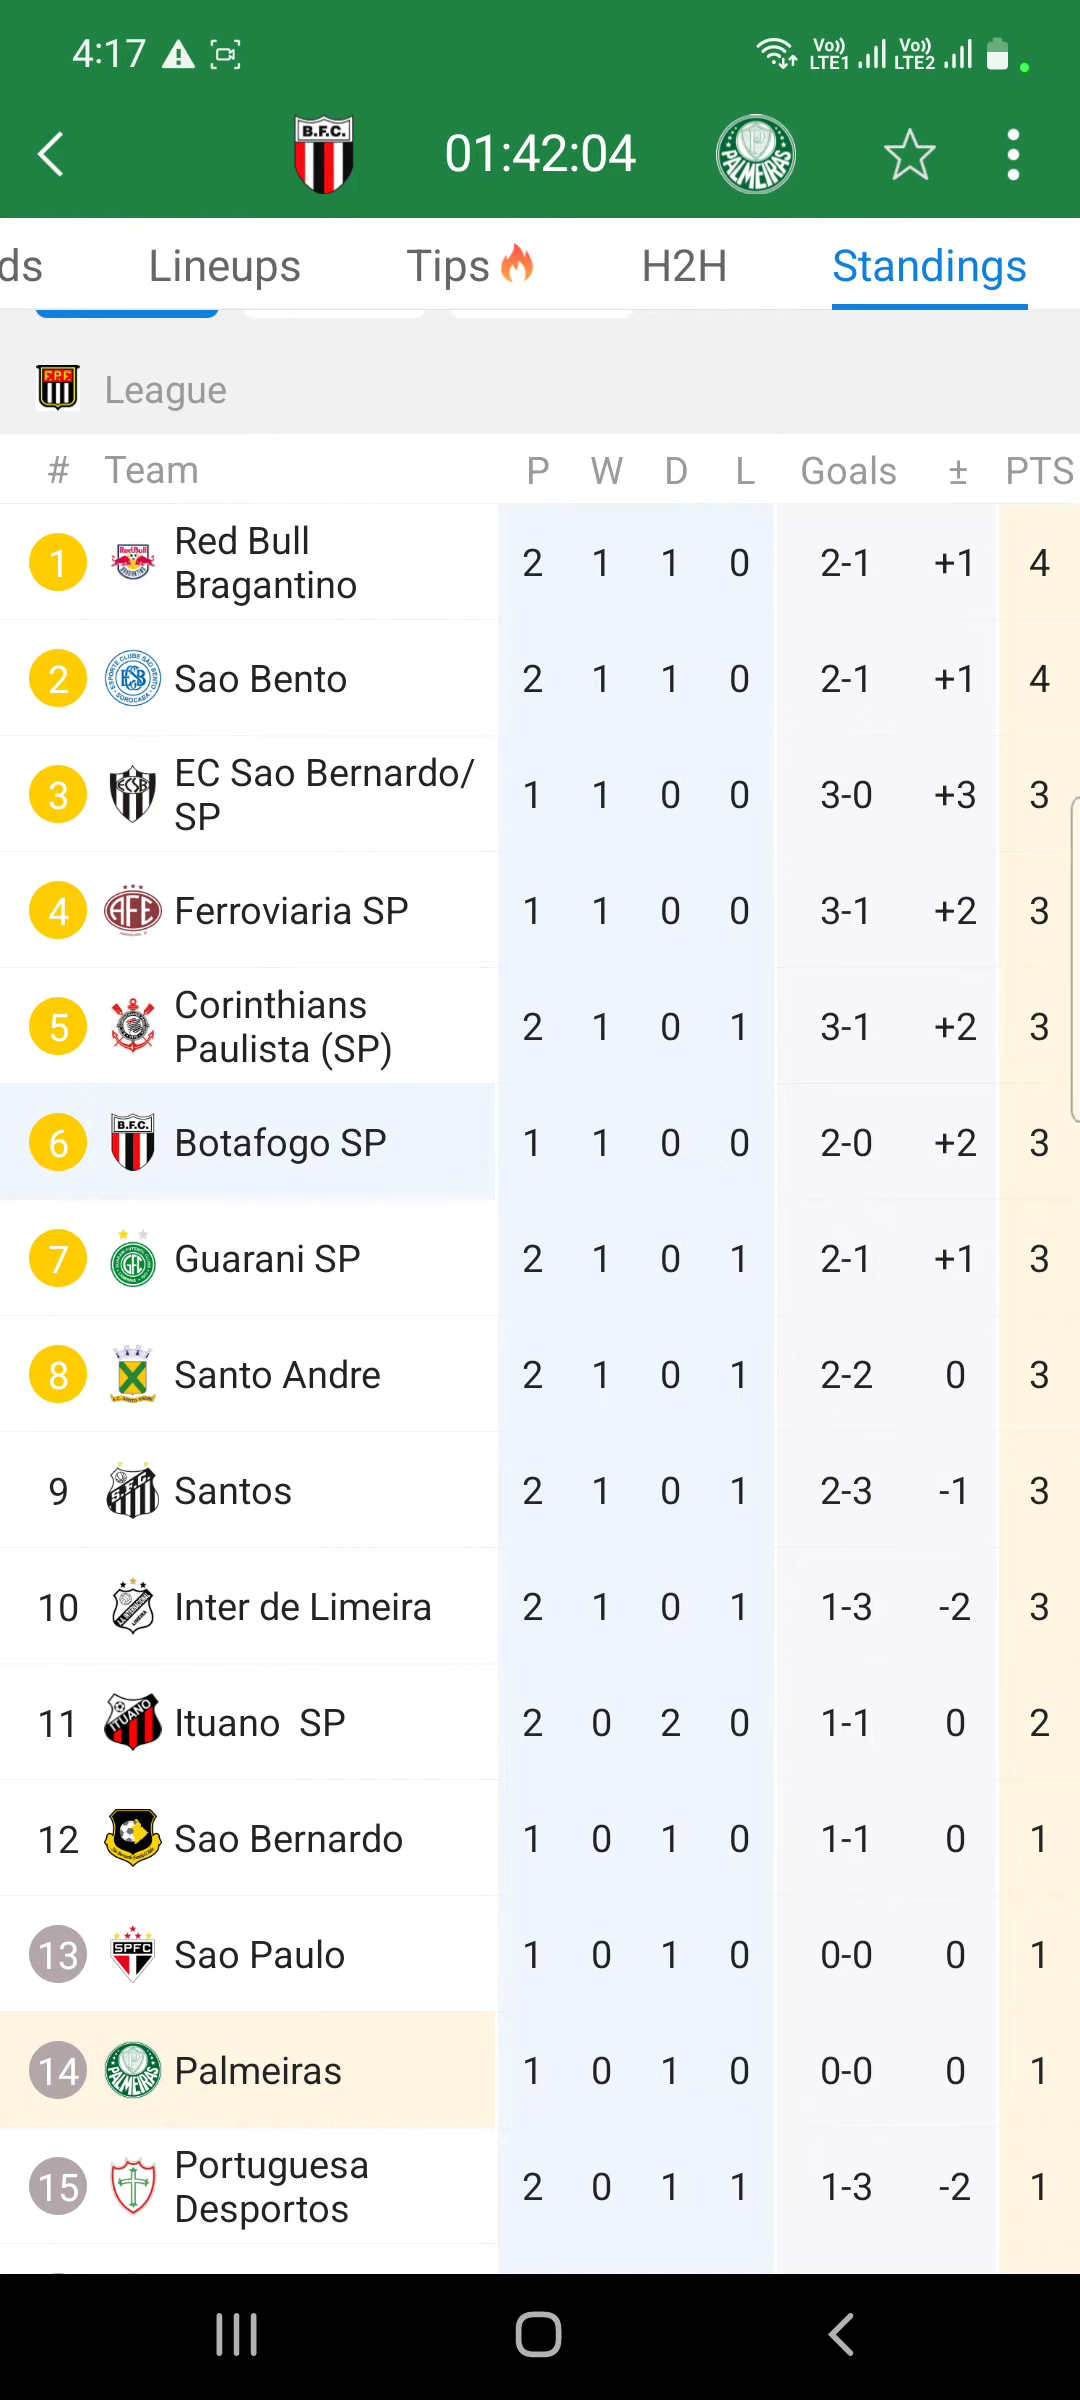 4:17 Vo)) LTE1 Vo)) LTE2
B.F.C. 01:42:04 PALMEIRAS
ds Lineups Tips H2H Standings
F.P.F. League
# Team P W D L Goals ± PTS
1 Red Bull Bragantino 2 1 1 0 2-1 +1 4
2 Sao Bento 2 1 1 0 2-1 +1 4
3 EC Sao Bernardo/
SP 1 1 0 0 3-0 +3 3
4 AFE Ferroviaria SP 1 1 0 0 3-1 +2 3
5 Corinthians
Paulista (SP) 2 1 0 1 3-1 +2 3
6 B.F.C. Botafogo SP 1 1 0 0 2-0 +2 3
7 GFC Guarani SP 2 1 0 1 2-1 +1 3
8 Santo Andre 2 1 0 1 2-2 0 3
9 Santos 2 1 0 1 2-3 -1 3
10 Inter de Limeira 2 1 0 1 1-3 -2 3
11 ITUANO Ituano SP 2 0 2 0 1-1 0 2
12 Sao Bernardo 1 0 1 0 1-1 0 1
13 SPFC Sao Paulo 1 0 1 0 0-0 0 1
14 PALMEIRAS Palmeiras 1 0 1 0 0-0 0 1
15 Portuguesa
Desportos 2 0 1 1 1-3 -2 1